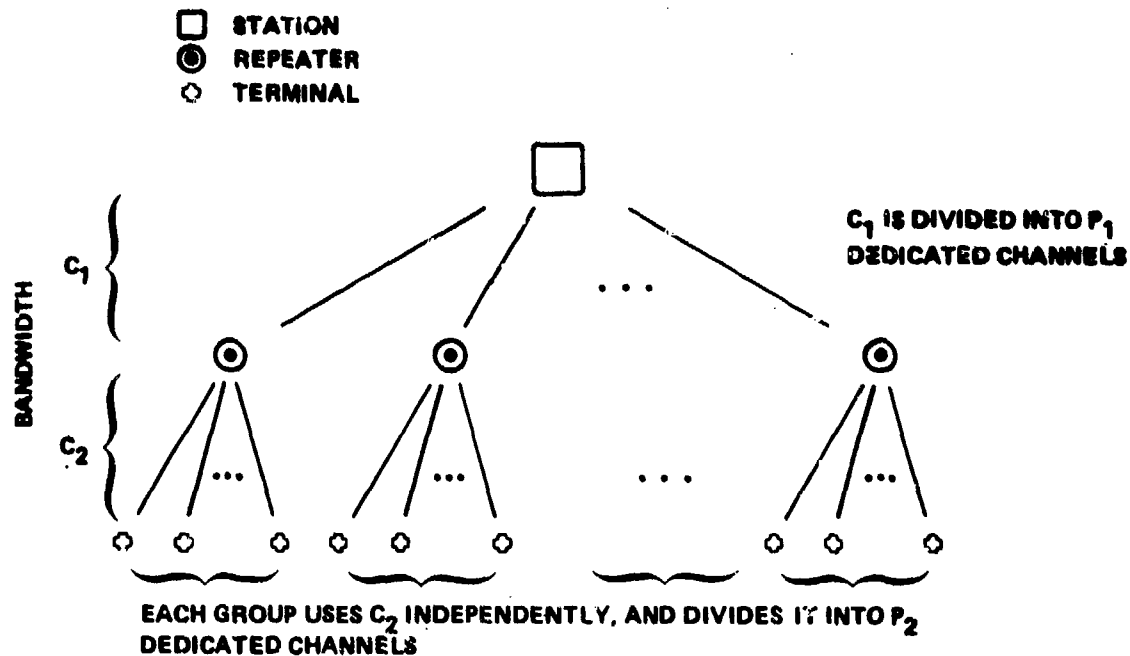 STATION
REPEATER
TERMINAL
C₁ IS DIVIDED INTO P₁
DEDICATED CHANNELS
C₁
BANDWIDTH
C₂
EACH GROUP USES C₂ INDEPENDENTLY, AND DIVIDES IT INTO P₂
DEDICATED CHANNELS